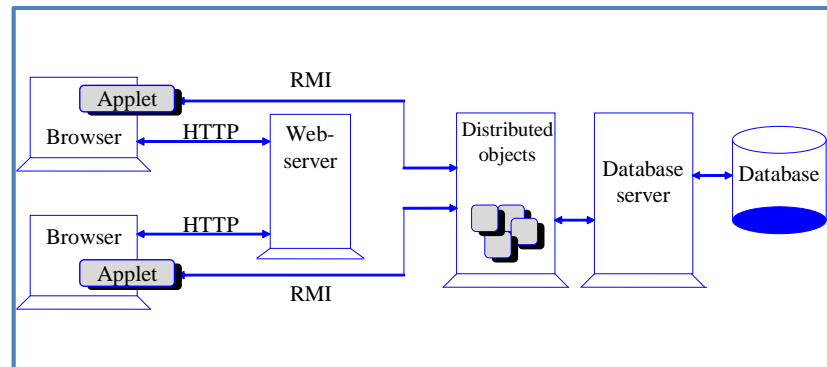 RMI
Applet
Browser
HTTP
Web-
server
Distributed
objects
Database
server
Database
Browser
HTTP
Applet
RMI